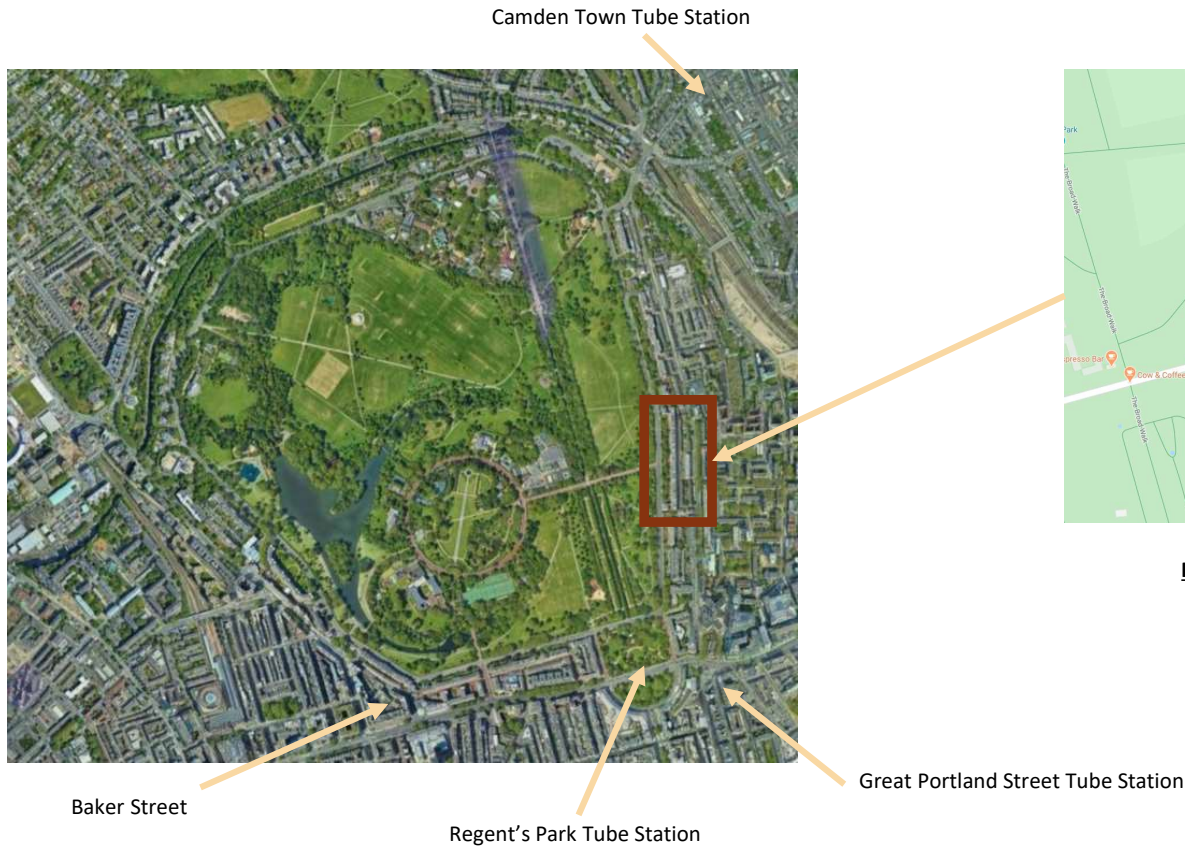 Camden Town Tube Station
Park
The Broad Walk
The Broad Walk
presso Bar
Cow & Coffee
The Broad Walk
Baker Street
Regent's Park Tube Station
Great Portland Street Tube Station